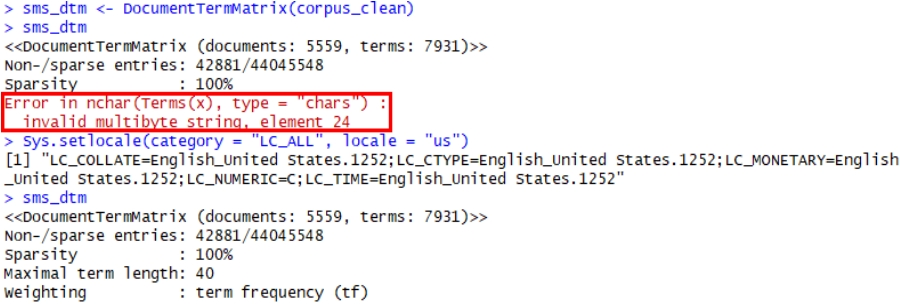 > sms_dtm <- DocumentTermMatrix(corpus_clean)
> sms_dtm
<<DocumentTermMatrix (documents: 5559, terms: 7931)>>
Non-/sparse entries: 42881/44045548
Sparsity           : 100%
Error in nchar(Terms(x), type = "chars") :
  invalid multibyte string, element 24
> Sys.setlocale(category = "LC_ALL", locale = "us")
[1] "LC_COLLATE=English_United States.1252;LC_CTYPE=English_United States.1252;LC_MONETARY=English
_United States.1252;LC_NUMERIC=C;LC_TIME=English_United States.1252"
> sms_dtm
<<DocumentTermMatrix (documents: 5559, terms: 7931)>>
Non-/sparse entries: 42881/44045548
Sparsity           : 100%
Maximal term length: 40
Weighting          : term frequency (tf)